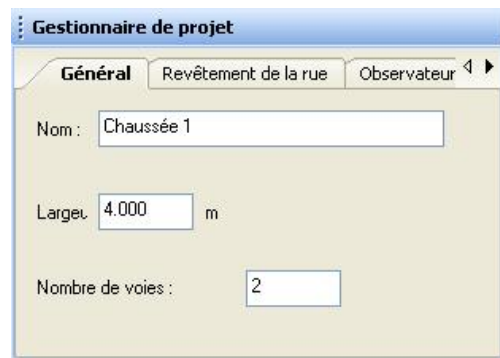 Gestionnaire de projet
Général Revêtement de la rue Observateur
Nom : Chaussée 1
Largeu 4.000 m
Nombre de voies : 2